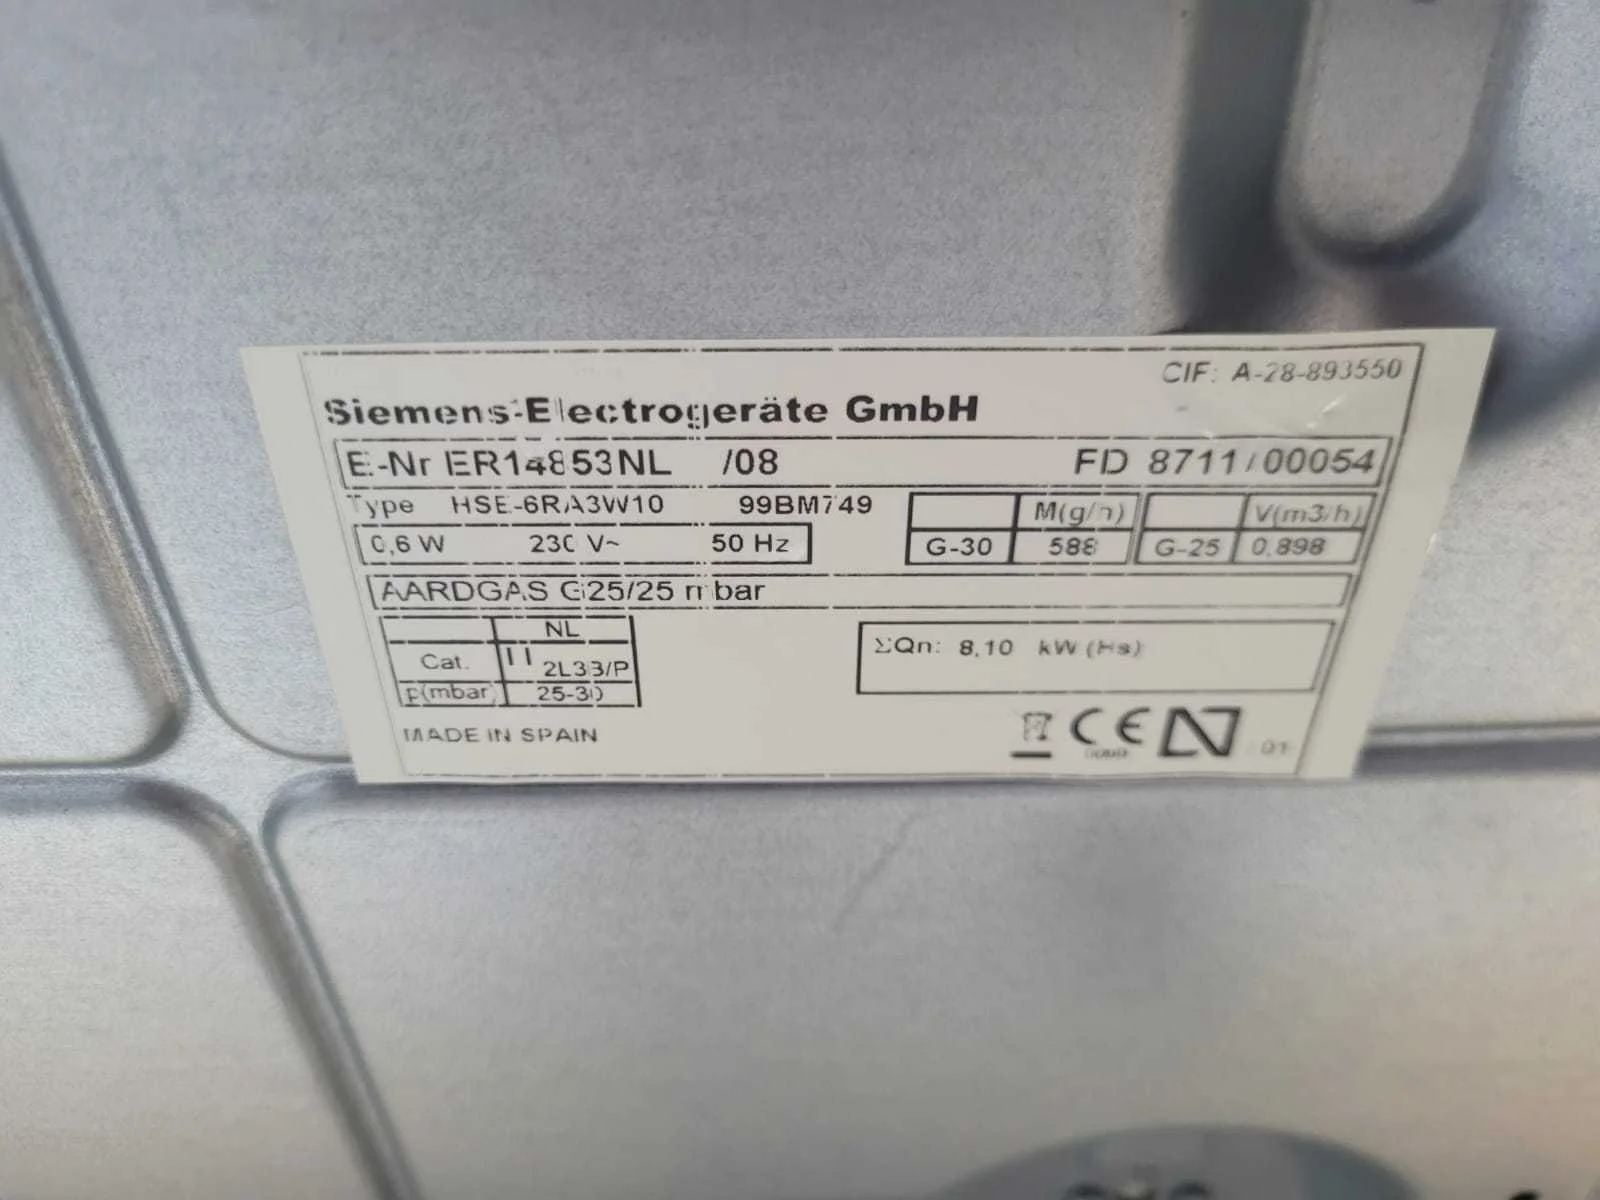 CIF: A-28-893550
Siemens-Electrogeräte GmbH
E-Nr ER14853NL /08 FD 8711/00054
Type HSE-6RA3W10 99BM749
M(g/h) V(m3/h)
0,6 W 230 V~ 50 Hz
G-30 588 G-25 0,898
AARDGAS G25/25 mbar
NL
Cat. II 2L3B/P
ΣQn: 8,10 kW (Hs)
p(mbar) 25-30
MADE IN SPAIN
CE
01